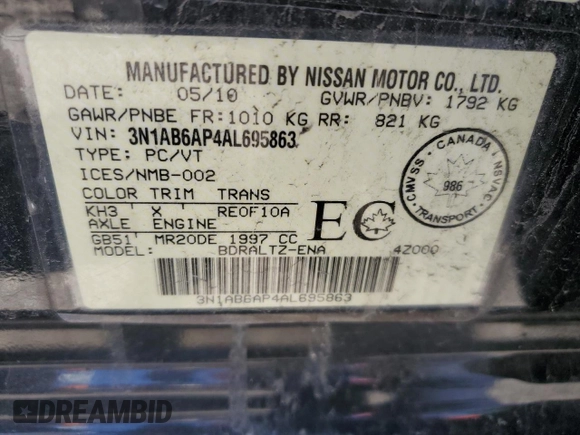 MANUFACTURED BY NISSAN MOTOR CO., LTD.
DATE: 05/10 GVWR/PNBV: 1792 KG
GAWR/PNBE FR:1010 KG RR: 821 KG
VIN: 3N1AB6AP4AL695863
TYPE: PC/VT
ICES/NMB-002
COLOR TRIM TRANS
KH3 X RE0F10A
AXLE ENGINE
GB51 MR20DE 1997 CC
MODEL: BDRALTZ-ENA 4Z000
EC
CANADA
CMVSS NSVAC
986
TRANSPORT
3N1AB6AP4AL695863
DREAMBID